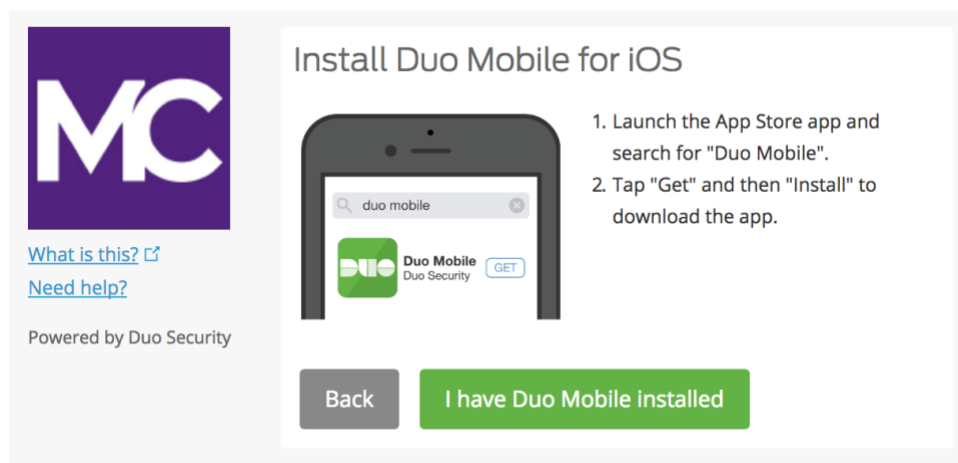 MC
What is this?
Need help?
Powered by Duo Security
Install Duo Mobile for iOS
duo mobile
DUO
Duo Mobile
Duo Security
GET
1. Launch the App Store app and
search for "Duo Mobile".
2. Tap "Get" and then "Install" to
download the app.
Back
I have Duo Mobile installed